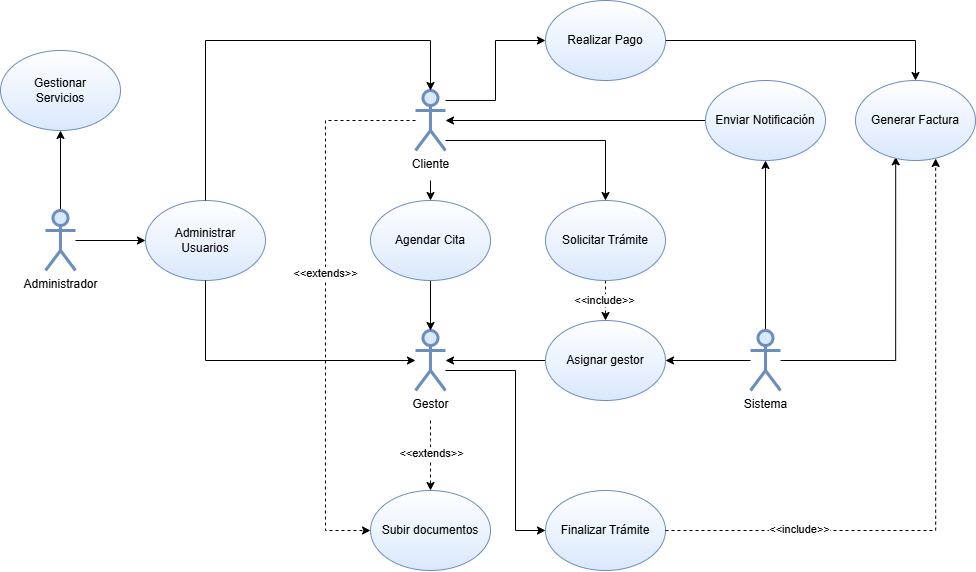 Realizar Pago
Gestionar
Servicios
Enviar Notificación
Generar Factura
Cliente
Administrar
Usuarios
Agendar Cita
Solicitar Trámite
Administrador
<<extends>>
<<include>>
Asignar gestor
Gestor
Sistema
<<extends>>
Subir documentos
Finalizar Trámite
<<include>>